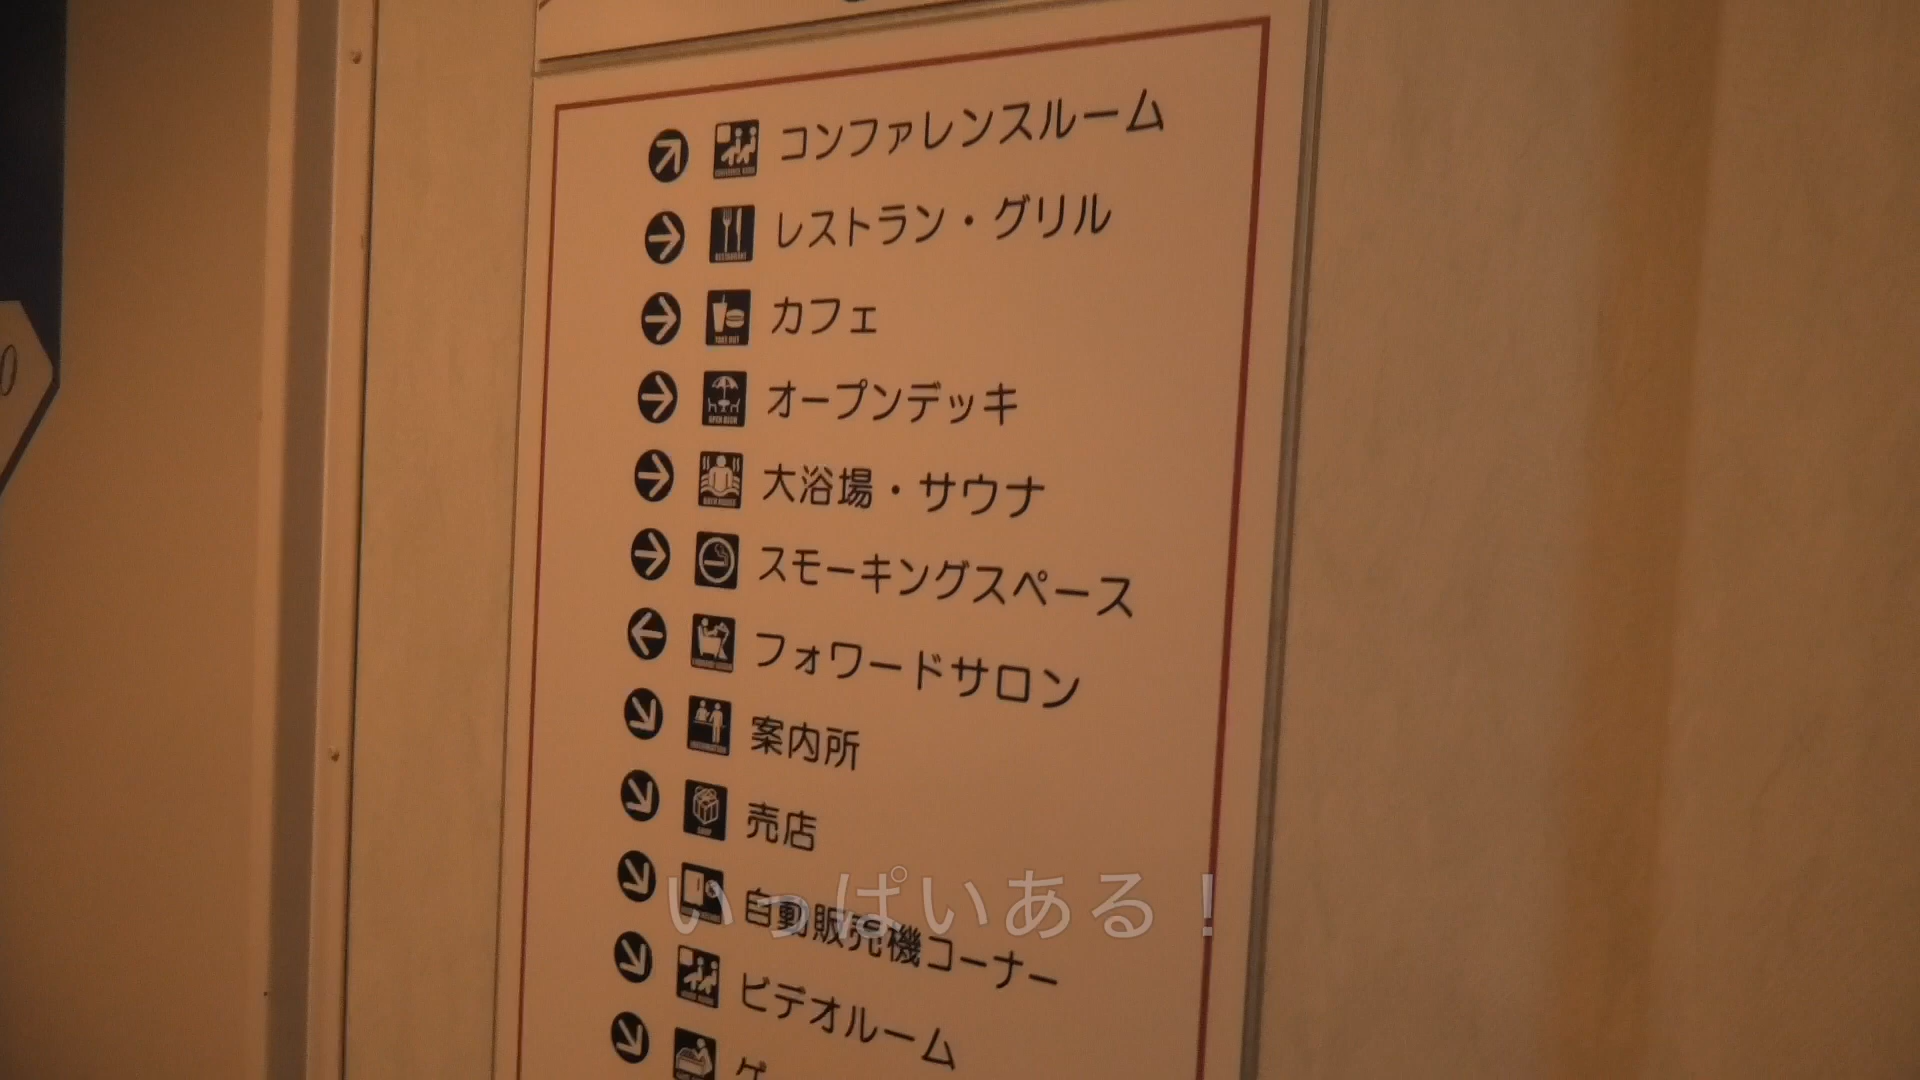 コンファレンスルーム
レストラン・グリル
カフェ
オープンデッキ
大浴場・サウナ
スモーキングスペース
フォワードサロン
案内所
売店
自動販売機コーナー
いっぱいある！
ビデオルーム
ゲ